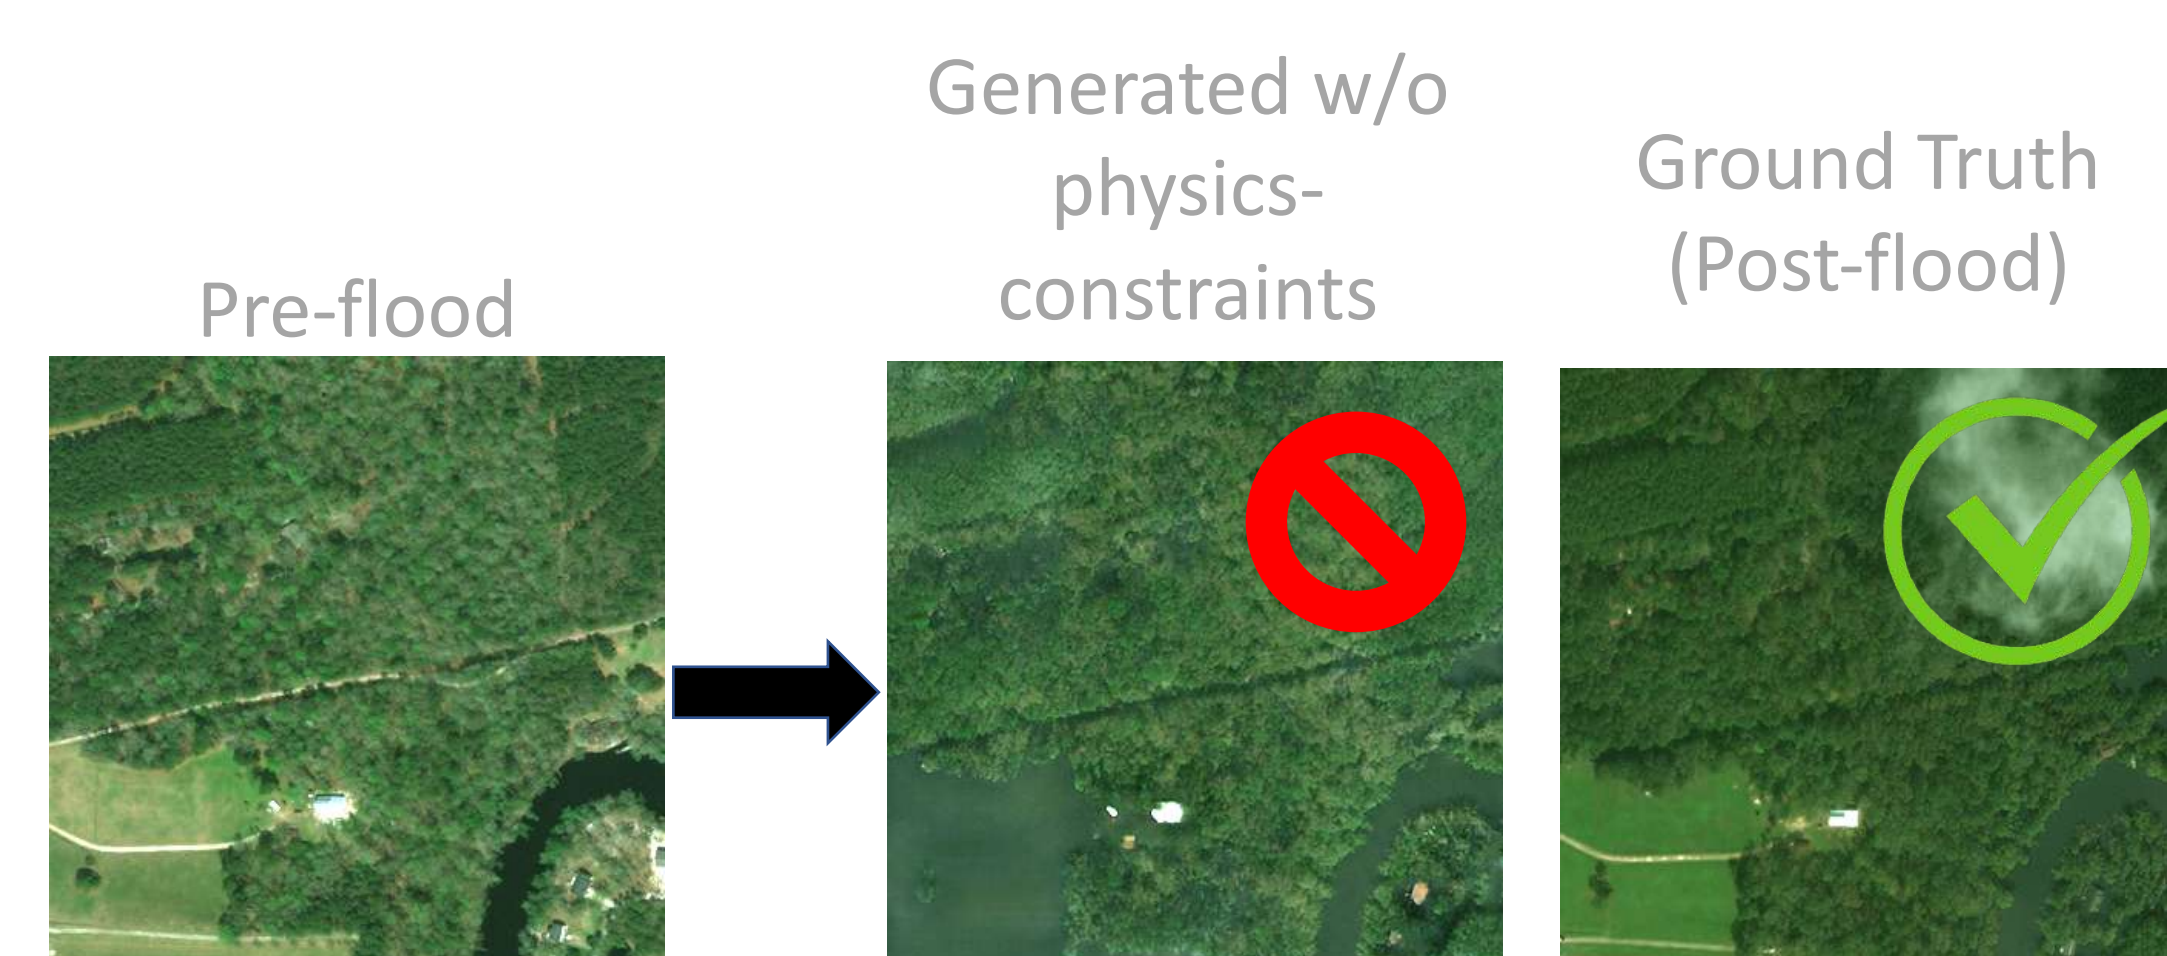 Pre-flood
Generated w/o
physics-
constraints
Ground Truth
(Post-flood)